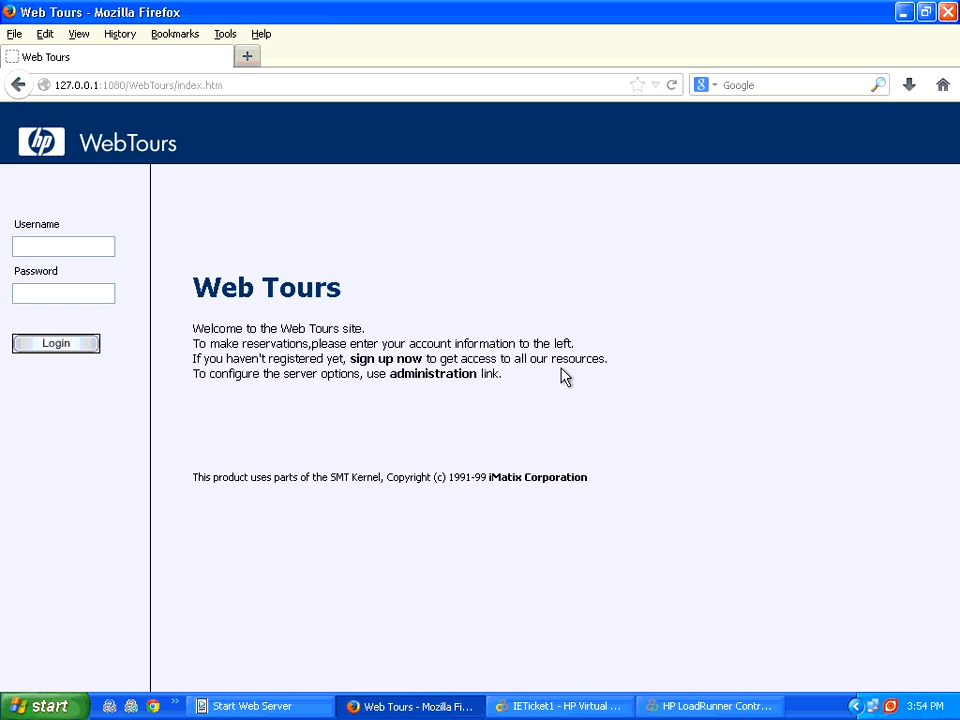 Web Tours - Mozilla Firefox
File Edit View History Bookmarks Tools Help
Web Tours
127.0.0.1:1080/WebTours/index.htm
Google
hp WebTours
Username
Password
Login
Web Tours
Welcome to the Web Tours site.
To make reservations,please enter your account information to the left.
If you haven't registered yet, sign up now to get access to all our resources.
To configure the server options, use administration link.
This product uses parts of the SMT Kernel, Copyright (c) 1991-99 iMatix Corporation
start
Start Web Server
Web Tours - Mozilla Fi...
IETicket1 - HP Virtual ...
HP LoadRunner Contr...
3:54 PM